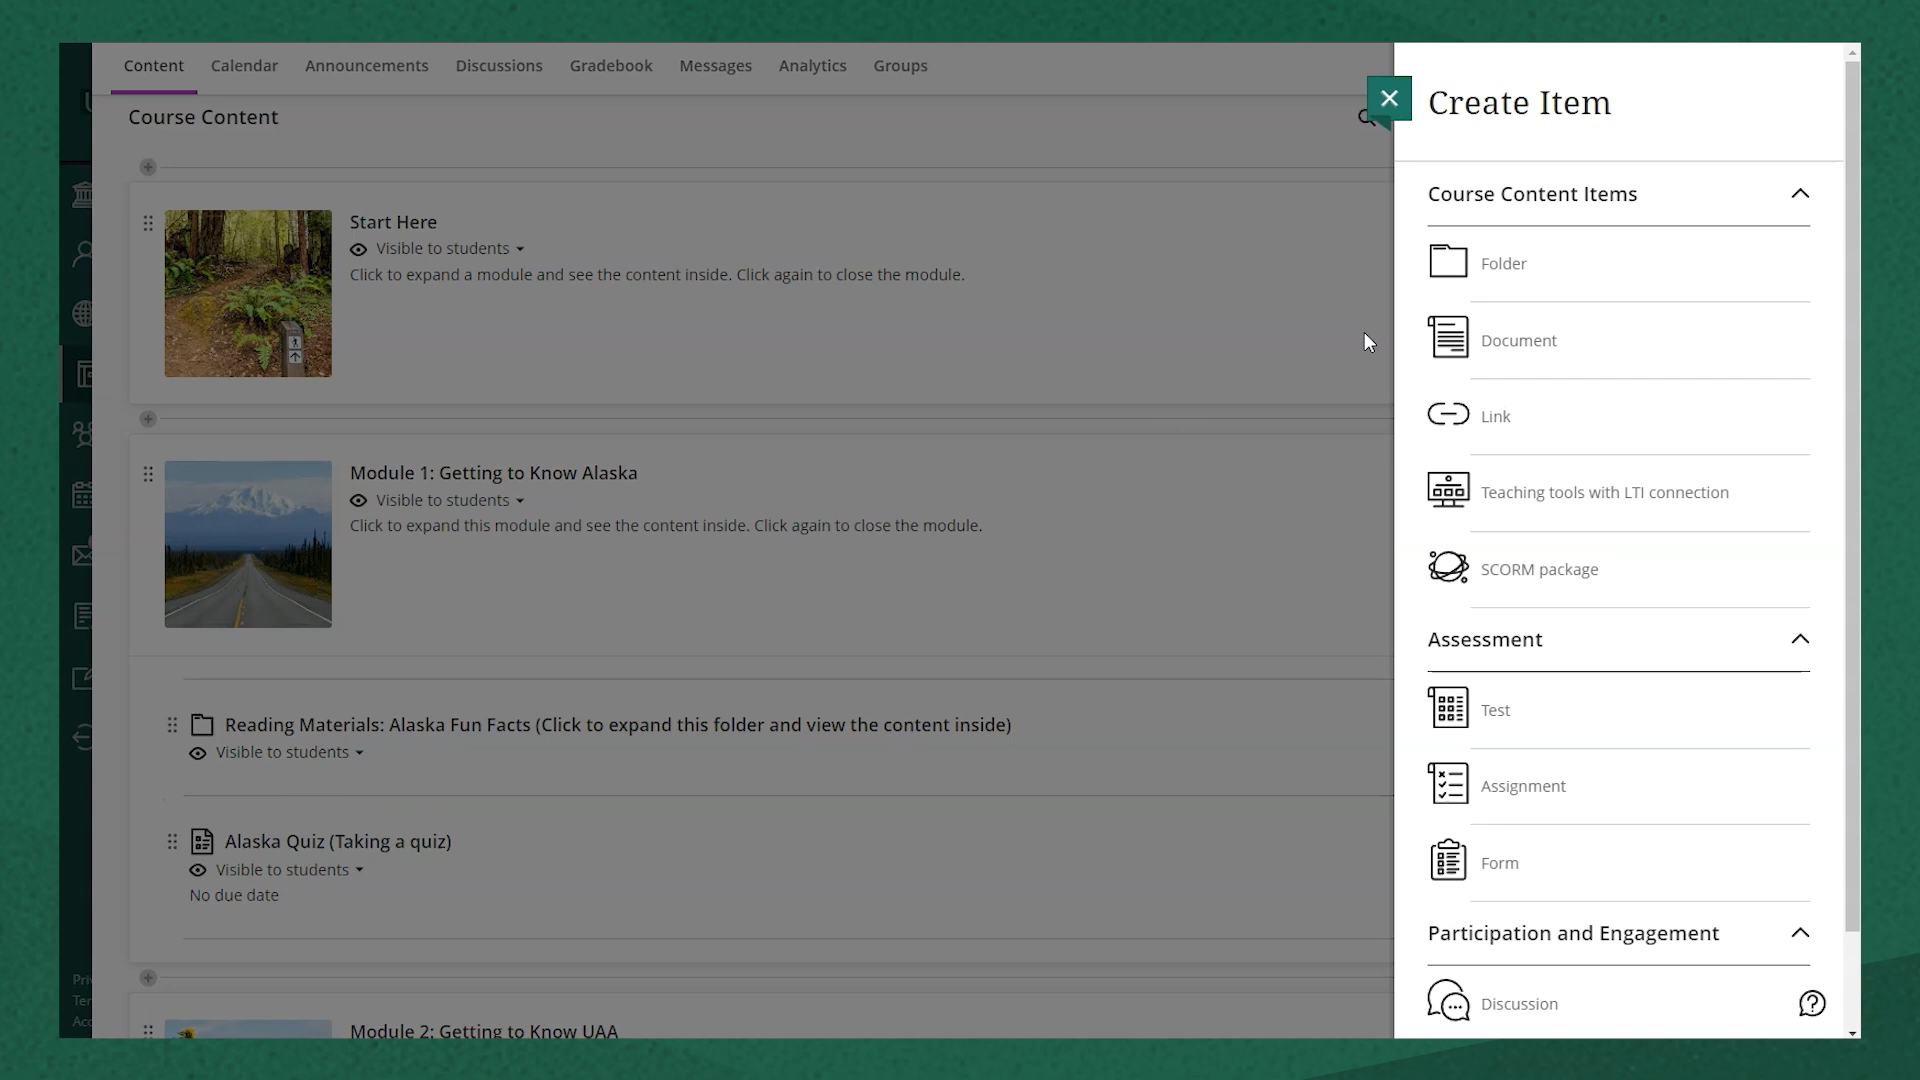 Content Calendar Announcements Discussions Gradebook Messages Analytics Groups
Course Content
Start Here
Visible to students
Click to expand a module and see the content inside. Click again to close the module.
Module 1: Getting to Know Alaska
Visible to students
Click to expand this module and see the content inside. Click again to close the module.
Reading Materials: Alaska Fun Facts (Click to expand this folder and view the content inside)
Visible to students
Alaska Quiz (Taking a quiz)
Visible to students
No due date
Module 2: Getting to Know UAA
Create Item
Course Content Items
Folder
Document
Link
Teaching tools with LTI connection
SCORM package
Assessment
Test
Assignment
Form
Participation and Engagement
Discussion